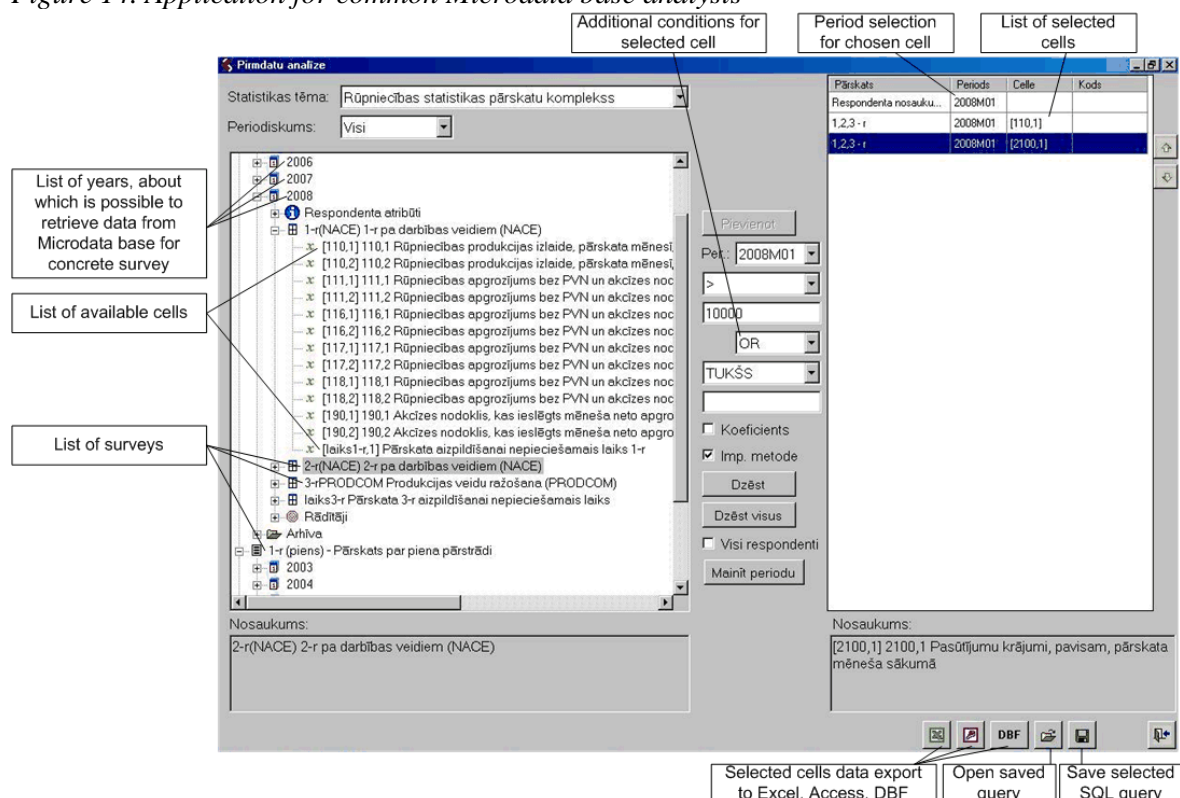 Figure 14. Application for common Microdata base analysis
Additional conditions for
selected cell
Period selection
for chosen cell
List of selected
cells
Pirmdatu analīze
Statistikas tēma: Rūpniecības statistikas pārskatu komplekss
Periodiskums: Visi
Pārskats Periods Celle Kods
Respondenta nosauku... 2008M01
1,2,3 - r 2008M01 [110,1]
1,2,3 - r 2008M01 [2100,1]
List of years, about
which is possible to
retrieve data from
Microdata base for
concrete survey
List of available cells
List of surveys
2006
2007
2008
Respondenta atribūti
1-r(NACE) 1-r pa darbības veidiem (NACE)
[110,1] 110,1 Rūpniecības produkcijas izlaide, pārskata mēnesī,
[110,2] 110,2 Rūpniecības produkcijas izlaide, pārskata mēnesī,
[111,1] 111,1 Rūpniecības apgrozījums bez PVN un akcīzes noc
[111,2] 111,2 Rūpniecības apgrozījums bez PVN un akcīzes noc
[116,1] 116,1 Rūpniecības apgrozījums bez PVN un akcīzes noc
[116,2] 116,2 Rūpniecības apgrozījums bez PVN un akcīzes noc
[117,1] 117,1 Rūpniecības apgrozījums bez PVN un akcīzes noc
[117,2] 117,2 Rūpniecības apgrozījums bez PVN un akcīzes noc
[118,1] 118,1 Rūpniecības apgrozījums bez PVN un akcīzes noc
[118,2] 118,2 Rūpniecības apgrozījums bez PVN un akcīzes noc
[190,1] 190,1 Akcīzes nodoklis, kas ieslēgts mēneša neto apgro
[190,2] 190,2 Akcīzes nodoklis, kas ieslēgts mēneša neto apgro
[laiks1-r,1] Pārskata aizpildīšanai nepieciešamais laiks 1-r
2-r(NACE) 2-r pa darbības veidiem (NACE)
3-rPRODCOM Produkcijas veidu ražošana (PRODCOM)
laiks3-r Pārskata 3-r aizpildīšanai nepieciešamais laiks
Rādītāji
Arhīva
1-r (piens) - Pārskats par piena pārstrādi
2003
2004
Pievienot
Per.: 2008M01
>
10000
OR
TUKŠS
Koeficients
Imp. metode
Dzēst
Dzēst visus
Visi respondenti
Mainīt periodu
Nosaukums:
2-r(NACE) 2-r pa darbības veidiem (NACE)
Nosaukums:
[2100,1] 2100,1 Pasūtījumu krājumi, pavisam, pārskata
mēneša sākumā
DBF
Selected cells data export
to Excel, Access, DBF
Open saved
query
Save selected
SQL query